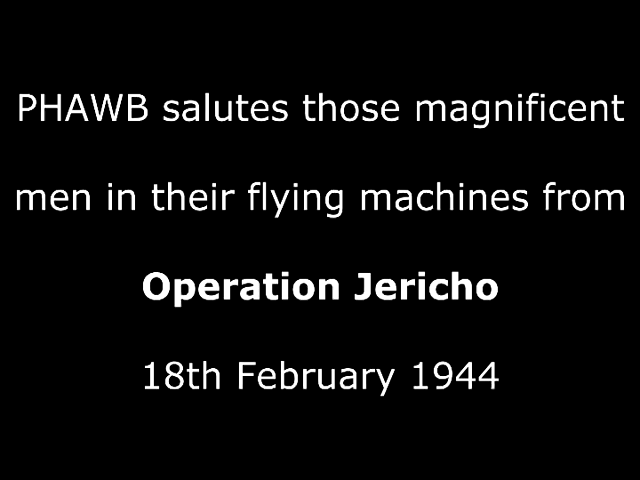 PHAWB salutes those magnificent
men in their flying machines from
Operation Jericho
18th February 1944